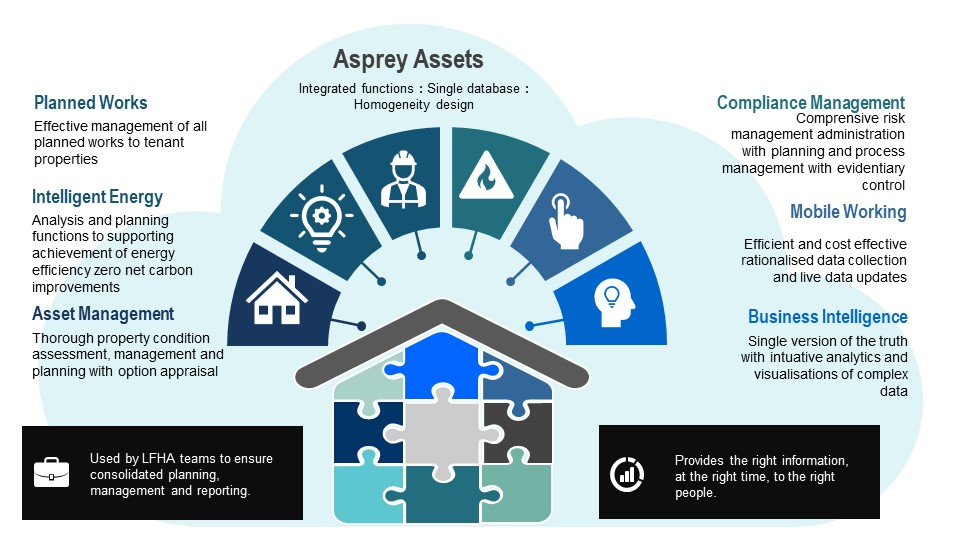 Asprey Assets
Integrated functions : Single database :
Homogeneity design
Planned Works
Effective management of all
planned works to tenant
properties
Intelligent Energy
Analysis and planning
functions to supporting
achievement of energy
efficiency zero net carbon
improvements
Asset Management
Thorough property condition
assessment, management and
planning with option appraisal
Compliance Management
Comprensive risk
management administration
with planning and process
management with evidentiary
control
Mobile Working
Efficient and cost effective
rationalised data collection
and live data updates
Business Intelligence
Single version of the truth
with intuative analytics and
visualisations of complex
data
Used by LFHA teams to ensure
consolidated planning,
management and reporting.
Provides the right information,
at the right time, to the right
people.